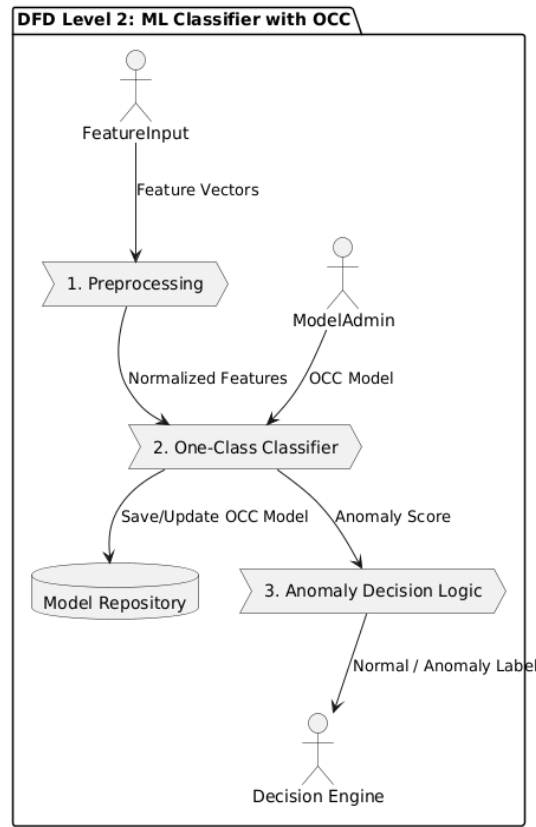 DFD Level 2: ML Classifier with OCC
FeatureInput
Feature Vectors
1. Preprocessing
ModelAdmin
Normalized Features
OCC Model
2. One-Class Classifier
Save/Update OCC Model
Anomaly Score
Model Repository
3. Anomaly Decision Logic
Normal / Anomaly Label
Decision Engine